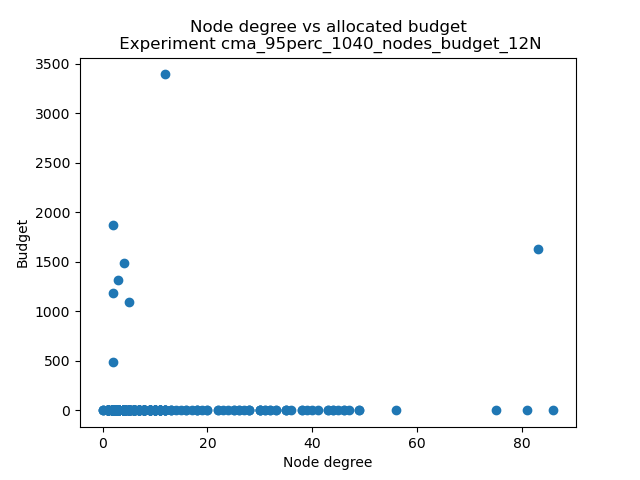 Node degree vs allocated budget
Experiment cma_95perc_1040_nodes_budget_12N
3500
3000
2500
2000
1500
1000
500
0
Budget
0 20 40 60 80
Node degree